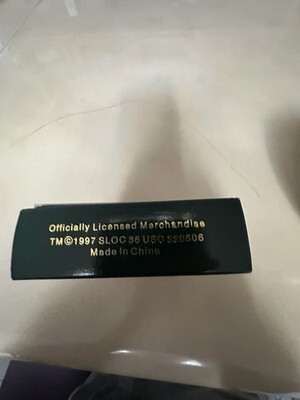 Officially Licensed Merchandise
TM©1997 SLOC 36 USC 220506
Made in China